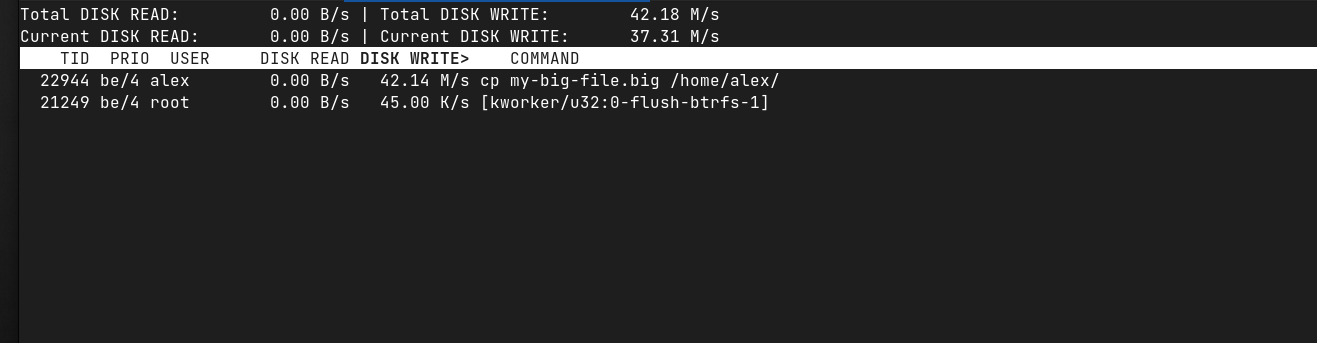 Total DISK READ:         0.00 B/s | Total DISK WRITE:        42.18 M/s
Current DISK READ:       0.00 B/s | Current DISK WRITE:      37.31 M/s
    TID  PRIO  USER     DISK READ DISK WRITE>    COMMAND
  22944 be/4 alex        0.00 B/s   42.14 M/s cp my-big-file.big /home/alex/
  21249 be/4 root        0.00 B/s   45.00 K/s [kworker/u32:0-flush-btrfs-1]